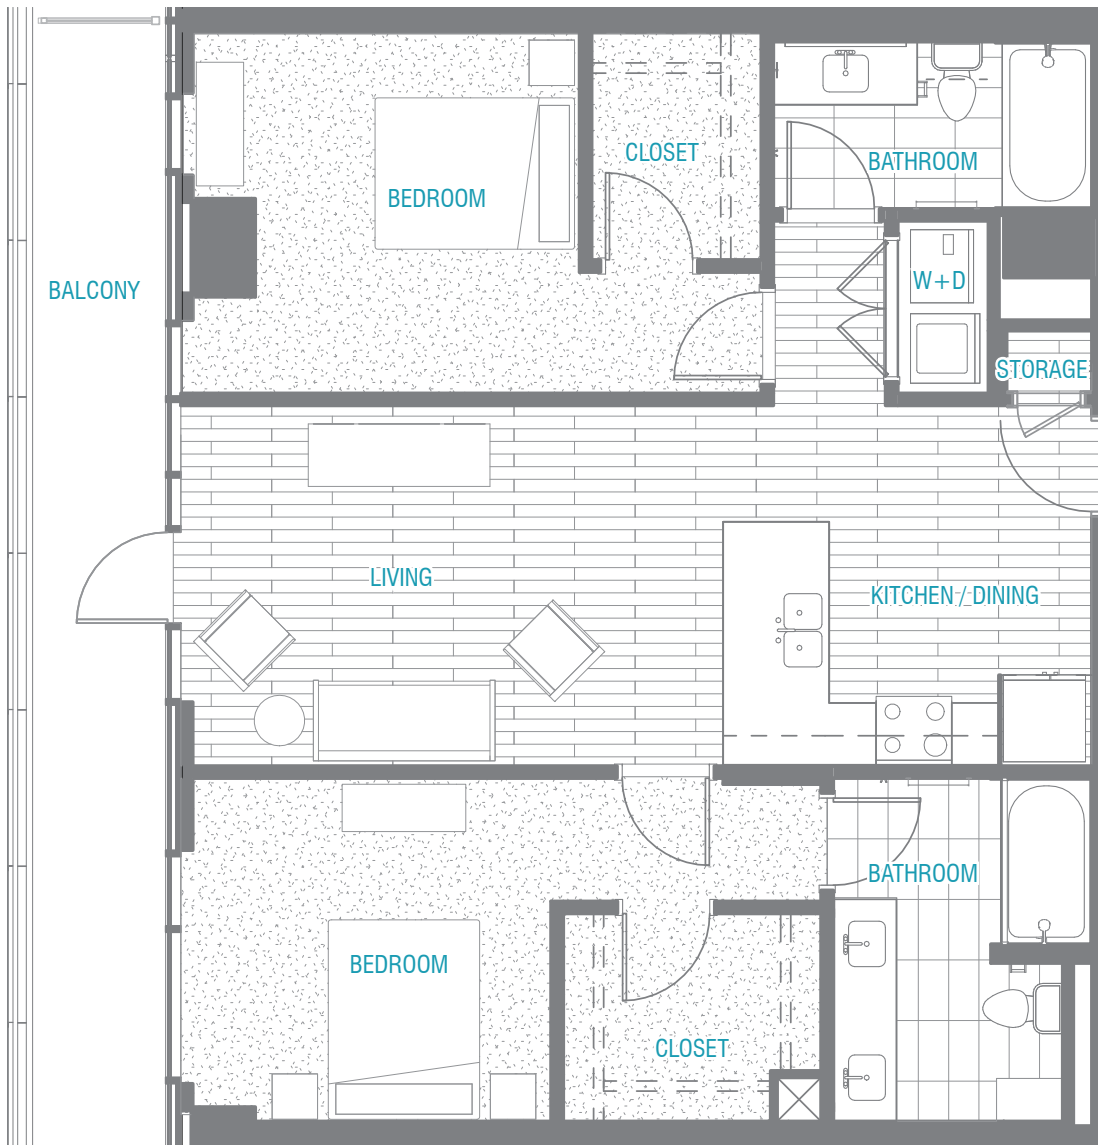 CLOSET
BATHROOM
BEDROOM
BALCONY
W+D
STORAGE
LIVING
KITCHEN / DINING
BATHROOM
BEDROOM
CLOSET